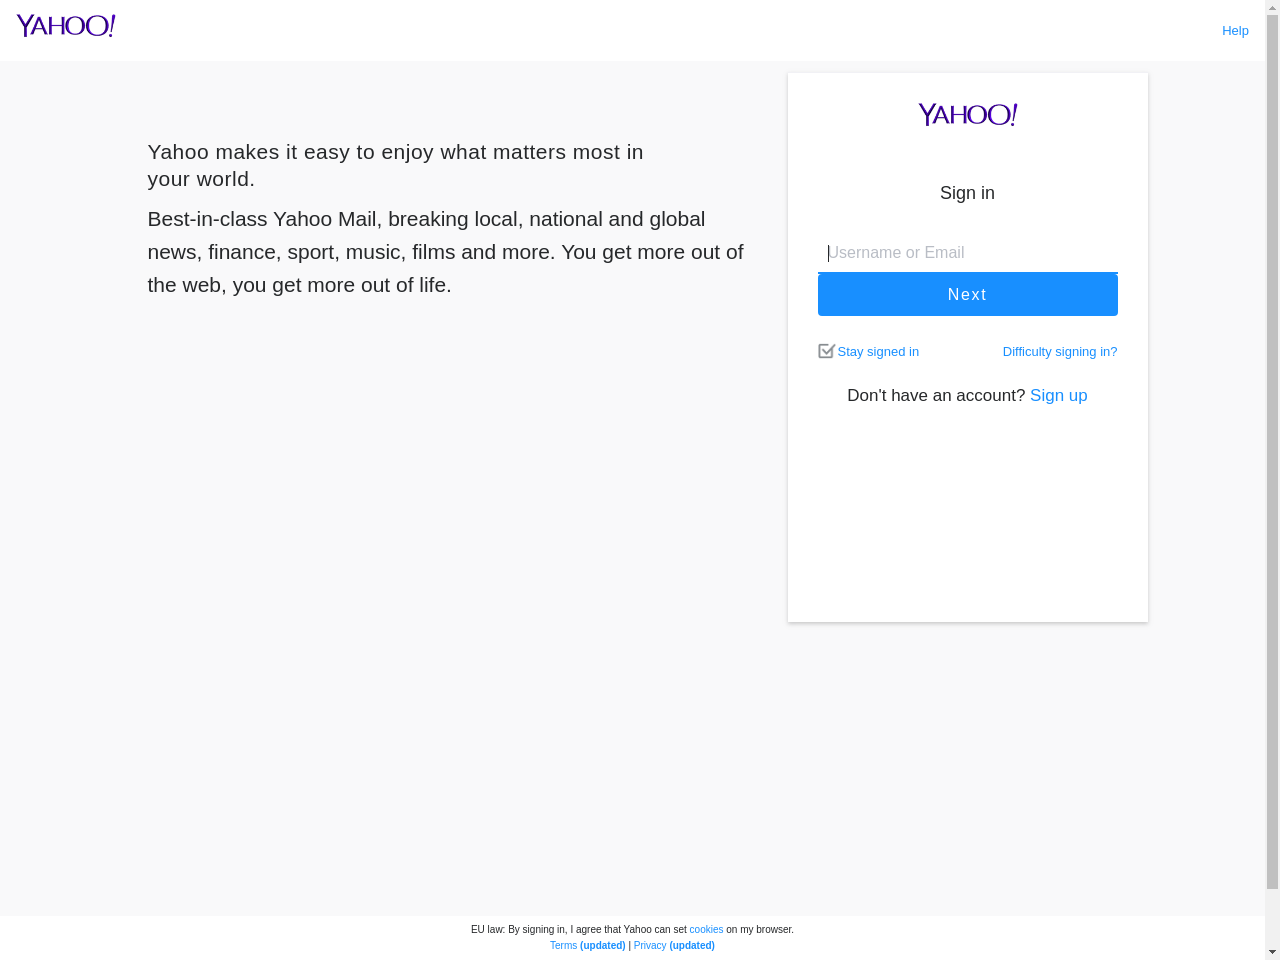 YAHOO!
Help
Yahoo makes it easy to enjoy what matters most in
your world.
Best-in-class Yahoo Mail, breaking local, national and global
news, finance, sport, music, films and more. You get more out of
the web, you get more out of life.
YAHOO!
Sign in
Username or Email
Next
Stay signed in
Difficulty signing in?
Don't have an account? Sign up
EU law: By signing in, I agree that Yahoo can set cookies on my browser.
Terms (updated) | Privacy (updated)